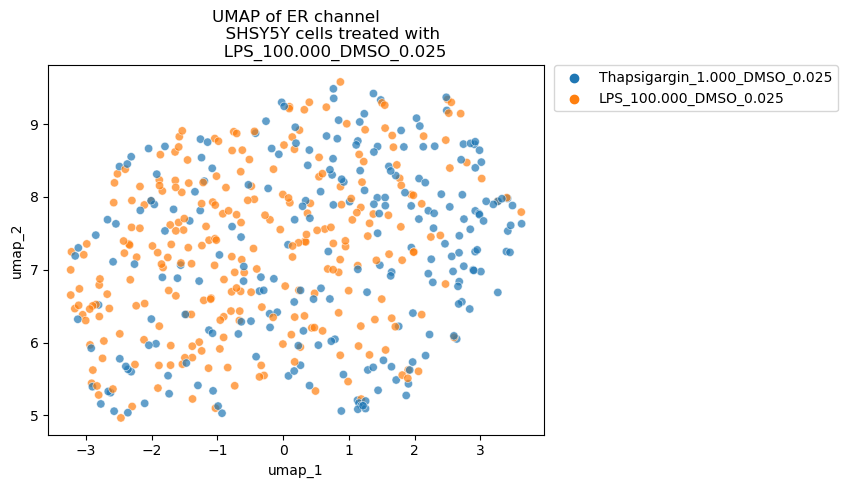 UMAP of ER channel
SHSY5Y cells treated with
LPS_100.000_DMSO_0.025
Thapsigargin_1.000_DMSO_0.025
LPS_100.000_DMSO_0.025
umap_2
9
8
7
6
5
−3 −2 −1 0 1 2 3
umap_1